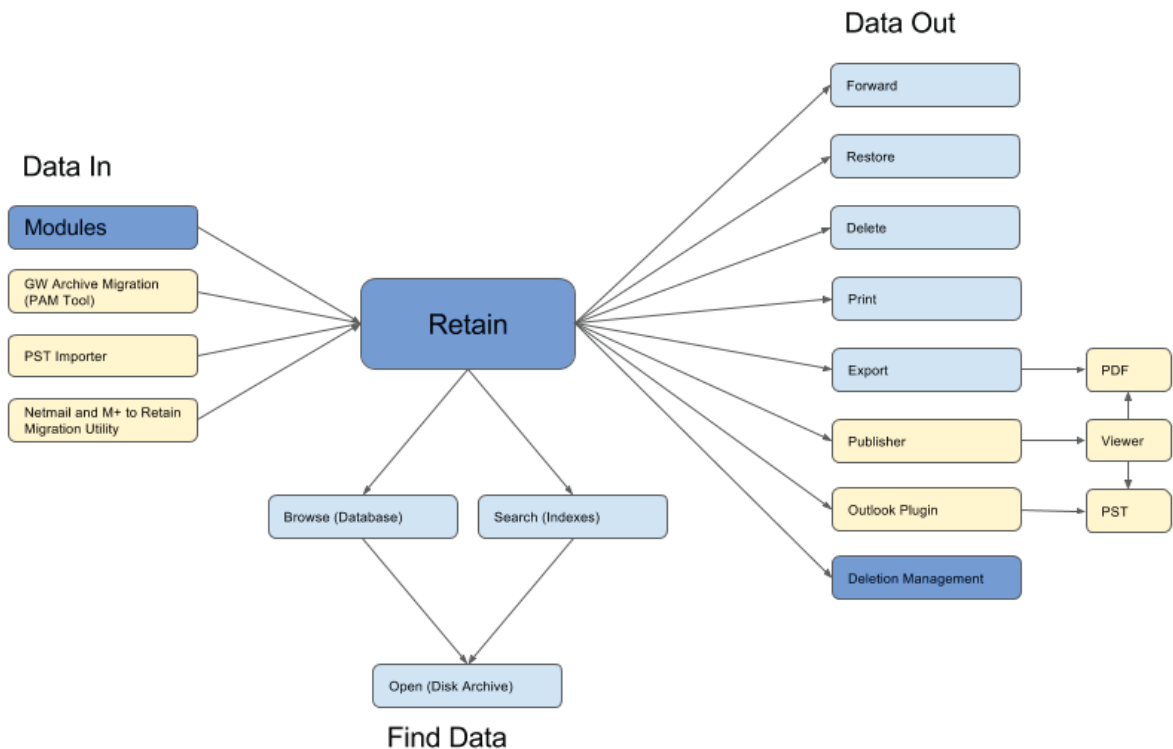 Data Out
Forward
Restore
Data In
Modules
Delete
GW Archive Migration
(PAM Tool)
Print
Retain
PST Importer
Export
PDF
Netmail and M+ to Retain
Migration Utility
Publisher
Viewer
Browse (Database)
Search (Indexes)
Outlook Plugin
PST
Deletion Management
Open (Disk Archive)
Find Data